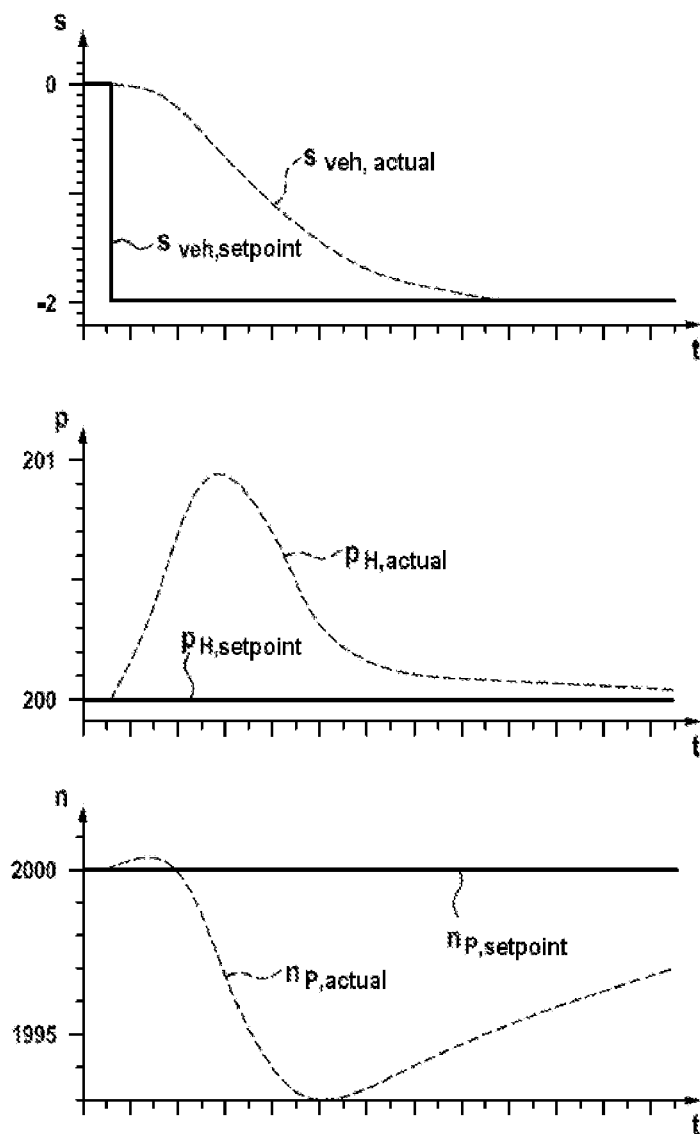 s
0
s veh, actual
s veh,setpoint
-2
t
p
201
p H,actual
p H,setpoint
200
t
n
2000
n P,setpoint
n P,actual
1995
t